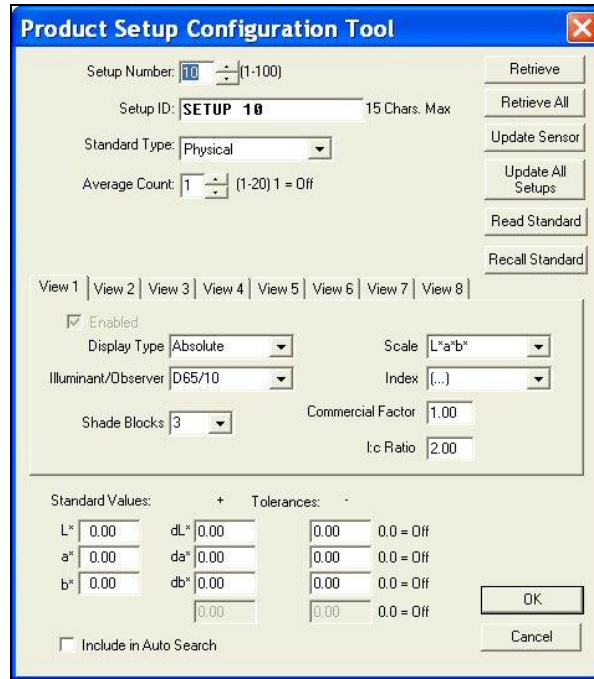 Product Setup Configuration Tool
Setup Number: 10 (1-100)
Retrieve
Setup ID: SETUP 10 15 Chars. Max
Retrieve All
Standard Type: Physical
Update Sensor
Average Count: 1 (1-20) 1 = Off
Update All Setups
Read Standard
Recall Standard
View 1 View 2 View 3 View 4 View 5 View 6 View 7 View 8
Enabled
Display Type Absolute Scale L*a*b*
Illuminant/Observer D65/10 Index (...)
Shade Blocks 3 Commercial Factor 1.00
l:c Ratio 2.00
Standard Values: + Tolerances: -
L* 0.00 dL* 0.00 0.00 0.0 = Off
a* 0.00 da* 0.00 0.00 0.0 = Off
b* 0.00 db* 0.00 0.00 0.0 = Off
0.00 0.00 0.0 = Off
OK
Include in Auto Search
Cancel